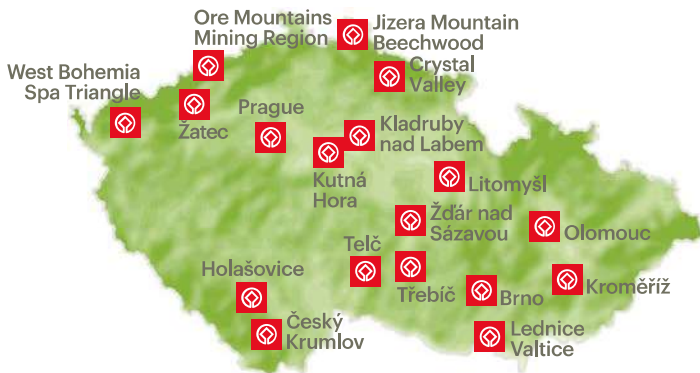 Ore Mountains
Mining Region
Jizera Mountain
Beechwood
Crystal
Valley
West Bohemia
Spa Triangle
Žatec
Prague
Kladruby
nad Labem
Kutná
Hora
Litomyšl
Žďár nad
Sázavou
Olomouc
Telč
Třebíč
Holašovice
Brno
Kroměříž
Český
Krumlov
Lednice
Valtice